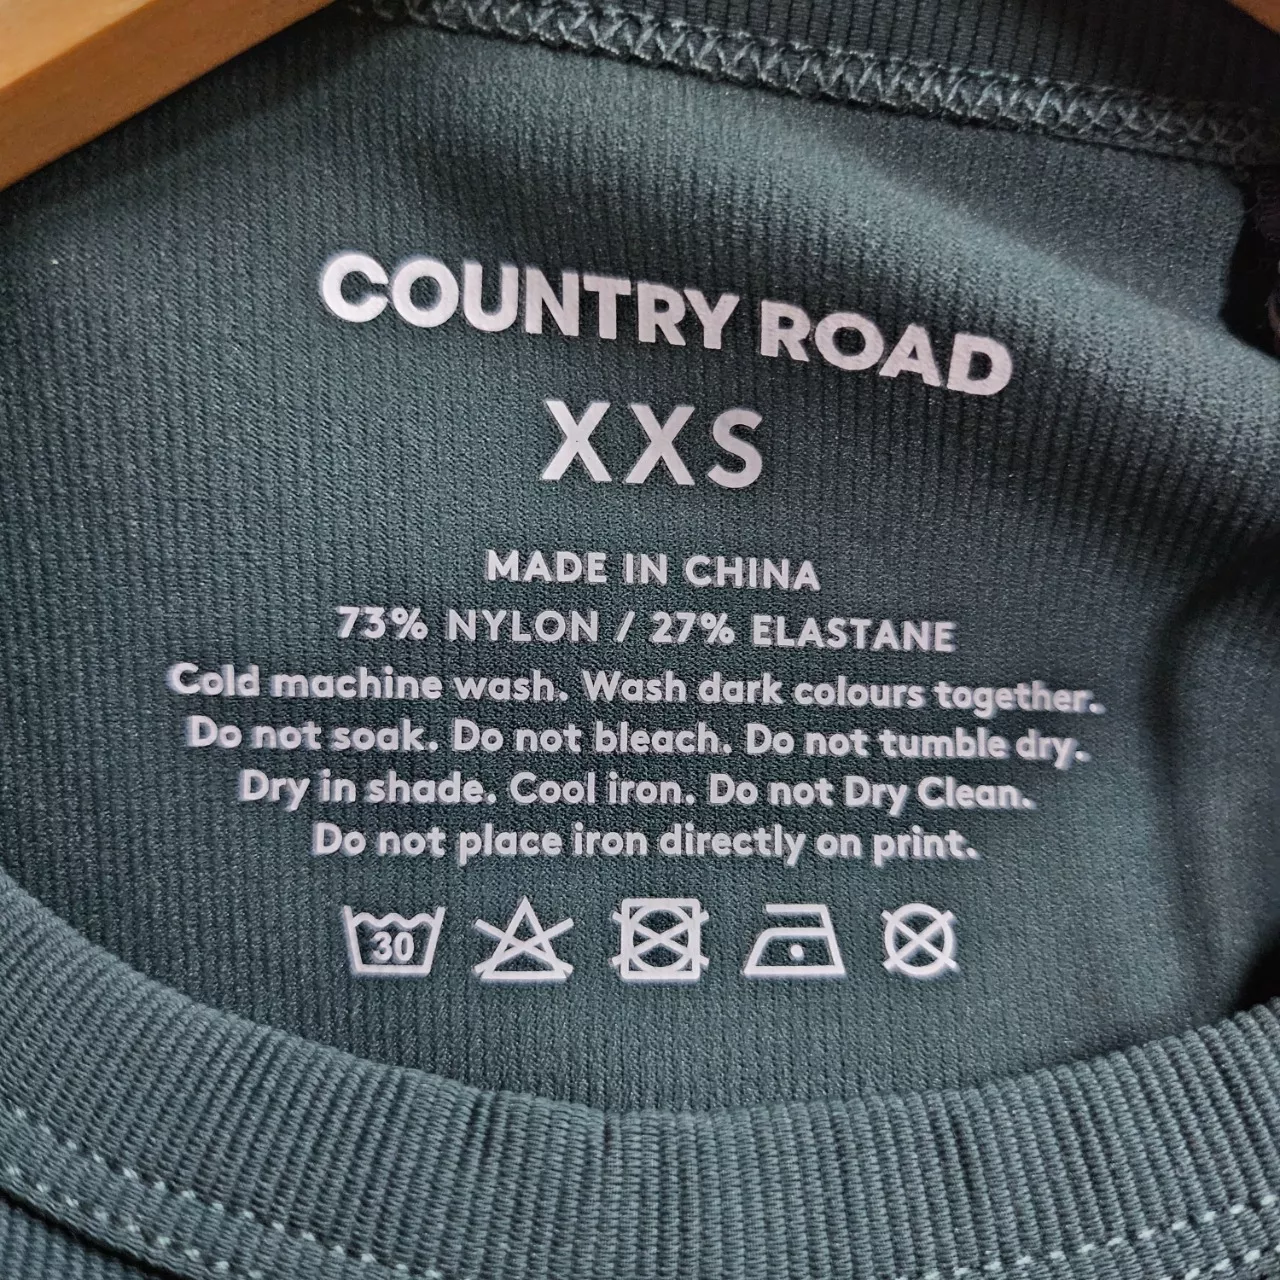 COUNTRY ROAD
XXS
MADE IN CHINA
73% NYLON / 27% ELASTANE
Cold machine wash. Wash dark colours together.
Do not soak. Do not bleach. Do not tumble dry.
Dry in shade. Cool iron. Do not Dry Clean.
Do not place iron directly on print.
30